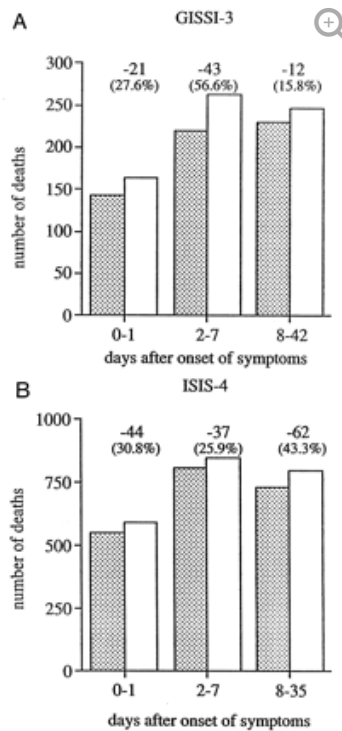 A
GISSI-3
-21 -43 -12
(27.6%) (56.6%) (15.8%)
300
250
200
150
100
50
0
number of deaths
0-1 2-7 8-42
days after onset of symptoms
B
ISIS-4
-44 -37 -62
(30.8%) (25.9%) (43.3%)
1000
750
500
250
0
number of deaths
0-1 2-7 8-35
days after onset of symptoms